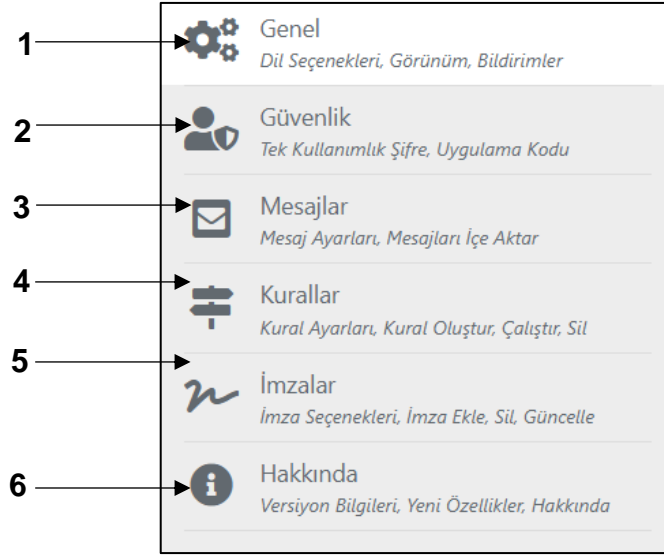 1
Genel
Dil Seçenekleri, Görünüm, Bildirimler
2
Güvenlik
Tek Kullanımlık Şifre, Uygulama Kodu
3
Mesajlar
Mesaj Ayarları, Mesajları İçe Aktar
4
Kurallar
Kural Ayarları, Kural Oluştur, Çalıştır, Sil
5
İmzalar
İmza Seçenekleri, İmza Ekle, Sil, Güncelle
6
Hakkında
Versiyon Bilgileri, Yeni Özellikler, Hakkında